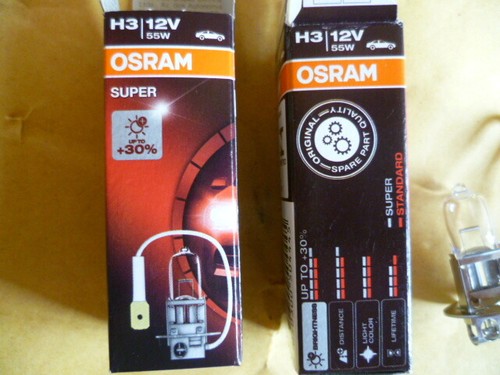 H3 12V
55W
OSRAM
SUPER
UP TO
+30%
H3 12V
55W
OSRAM
ORIGINAL
SPARE PART QUALITY
SUPER
STANDARD
UP TO +30%
BRIGHTNESS
DISTANCE
LIGHT
COLOR
LIFETIME